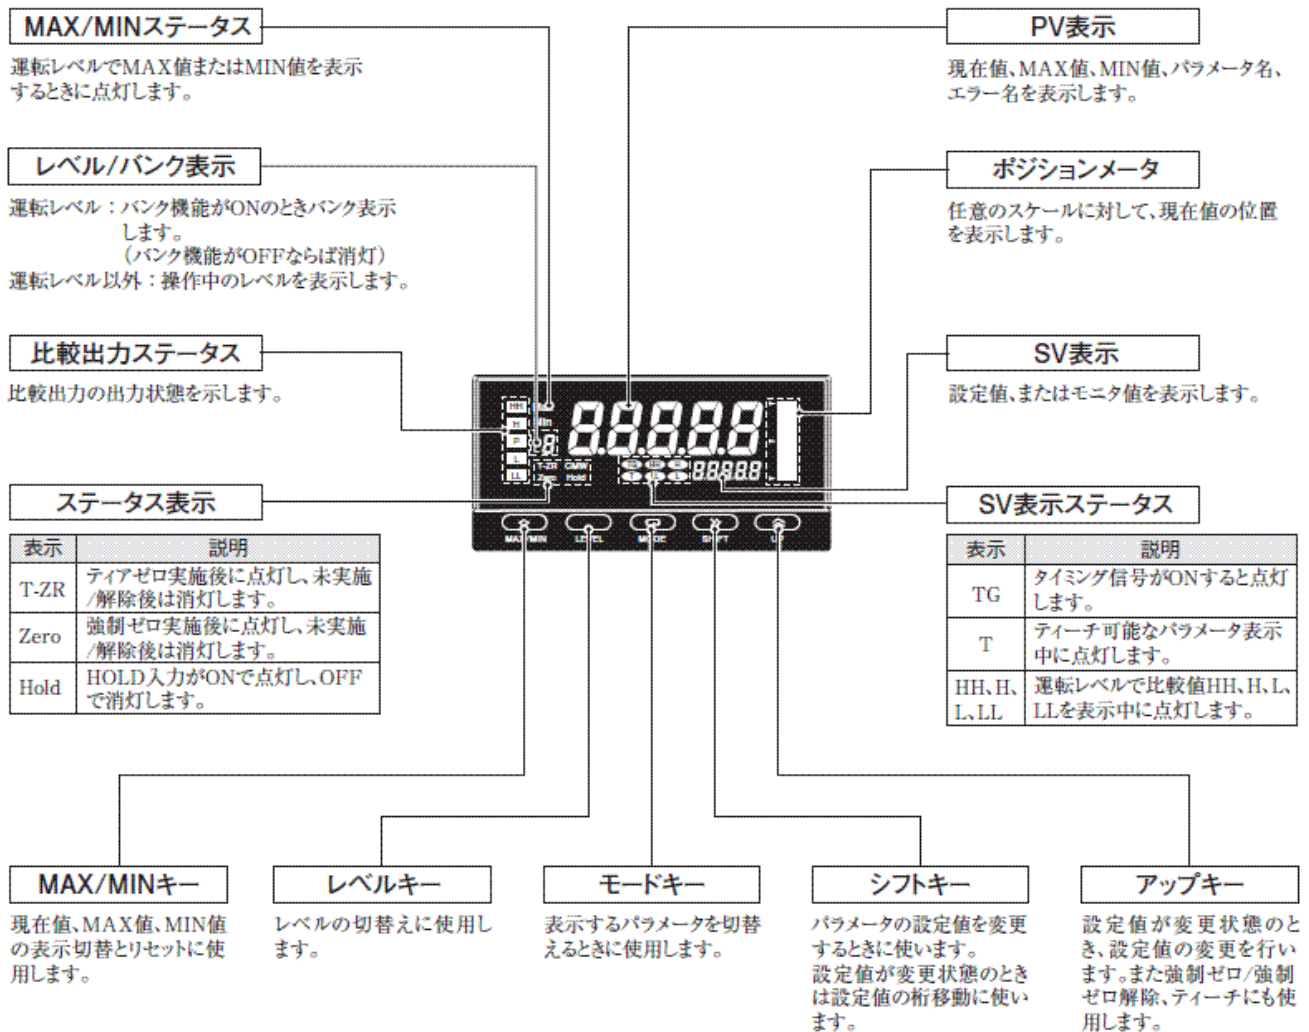 MAX/MINステータス
運転レベルでMAX値またはMIN値を表示
するときに点灯します。
レベル/バンク表示
運転レベル：バンク機能がONのときバンク表示
します。
（バンク機能がOFFならば消灯）
運転レベル以外：操作中のレベルを表示します。
比較出力ステータス
比較出力の出力状態を示します。
ステータス表示
表示 説明
T-ZR ティアゼロ実施後に点灯し、未実施
/解除後は消灯します。
Zero 強制ゼロ実施後に点灯し、未実施
/解除後は消灯します。
Hold HOLD入力がONで点灯し、OFF
で消灯します。
HH
H Min
P
L T-ZR CMW
LL Zero Hold
TG HH H
T LL L
8.8.8.8.8
88888
MAX/MIN LEVEL MODE SHIFT UP
PV表示
現在値、MAX値、MIN値、パラメータ名、
エラー名を表示します。
ポジションメータ
任意のスケールに対して、現在値の位置
を表示します。
SV表示
設定値、またはモニタ値を表示します。
SV表示ステータス
表示 説明
TG タイミング信号がONすると点灯
します。
T ティーチ可能なパラメータ表示
中に点灯します。
HH、H、 運転レベルで比較値HH、H、L、
L、LL LLを表示中に点灯します。
MAX/MINキー
現在値、MAX値、MIN値
の表示切替とリセットに使
用します。
レベルキー
レベルの切替えに使用し
ます。
モードキー
表示するパラメータを切替
えるときに使用します。
シフトキー
パラメータの設定値を変更
するときに使います。
設定値が変更状態のとき
は設定値の桁移動に使い
ます。
アップキー
設定値が変更状態のと
き、設定値の変更を行い
ます。また強制ゼロ/強制
ゼロ解除、ティーチにも使
用します。